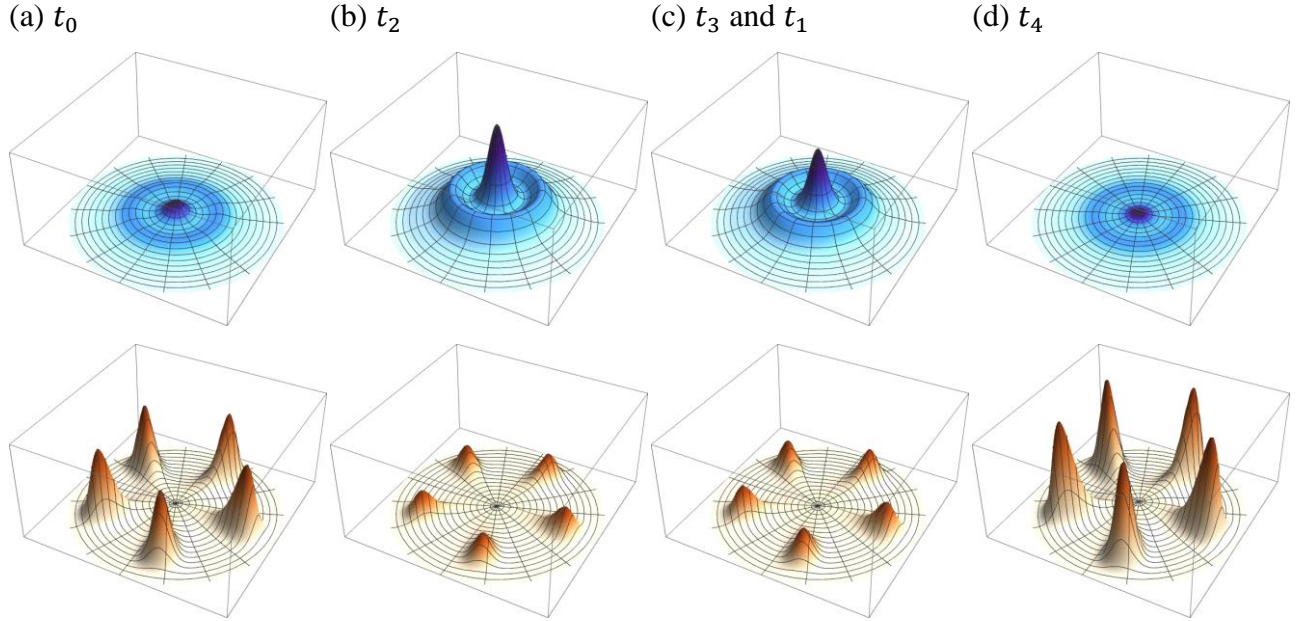 (a) t₀ (b) t₂ (c) t₃ and t₁ (d) t₄